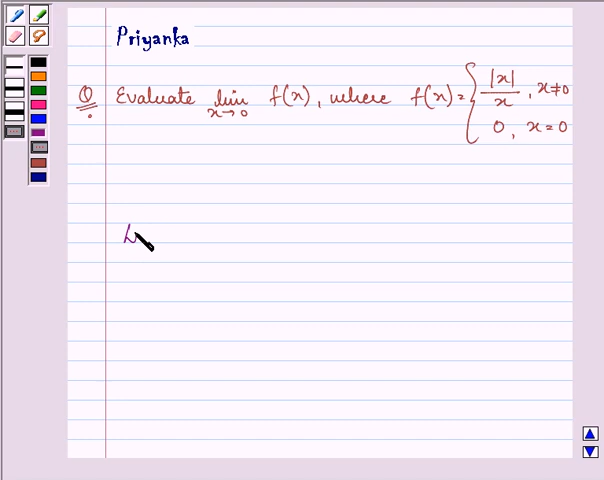 Priyanka
Q. Evaluate lim x→0 f(x), where f(x) = { |x|/x , x≠0
0, x=0